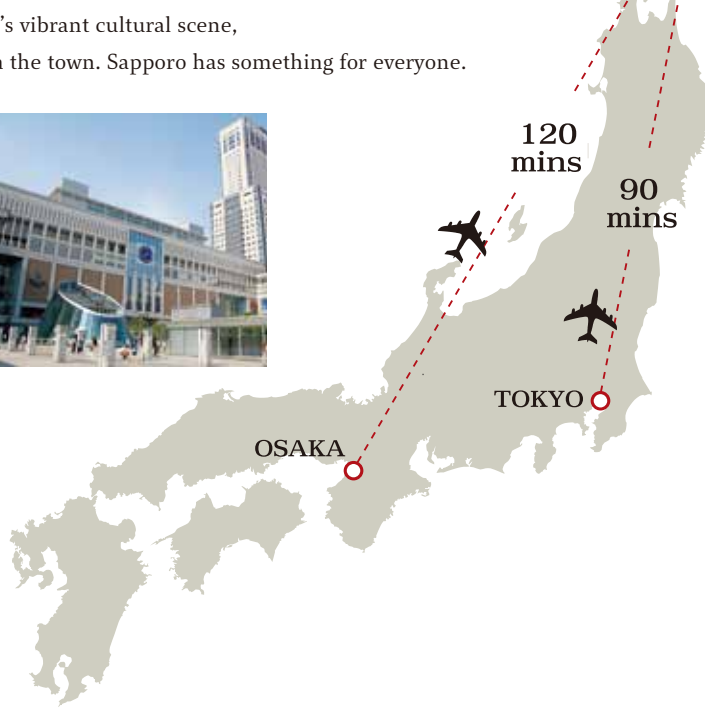 ’s vibrant cultural scene,
the town. Sapporo has something for everyone.
120
mins
90
mins
TOKYO
OSAKA